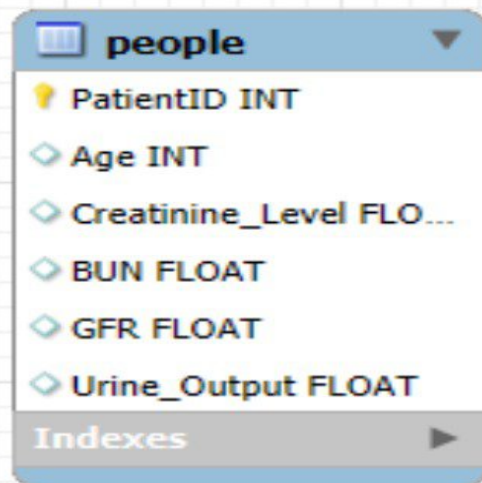 people
PatientID INT
Age INT
Creatinine_Level FLO...
BUN FLOAT
GFR FLOAT
Urine_Output FLOAT
Indexes